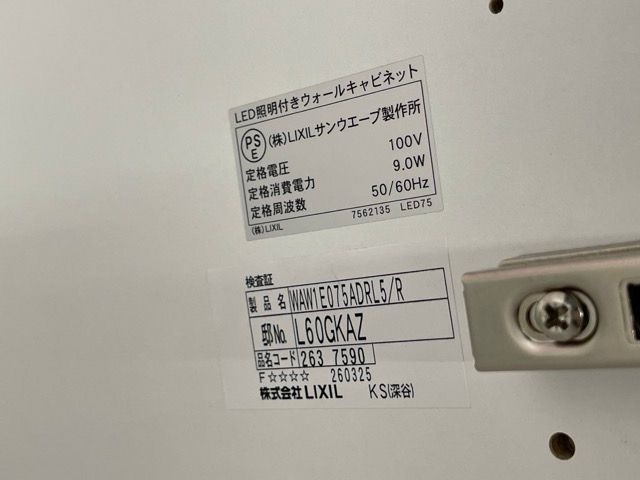 LED照明付きウォールキャビネット
PS E (株)LIXILサンウエーブ製作所
定格電圧 100V
定格消費電力 9.0W
定格周波数 50/60Hz
(株)LIXIL 7562135 LED75
検査証
製品名 WAW1E075ADRL5/R
邸No. L60GKAZ
品名コード 263 7590
F☆☆☆☆ 260325
株式会社LIXIL KS(深谷)